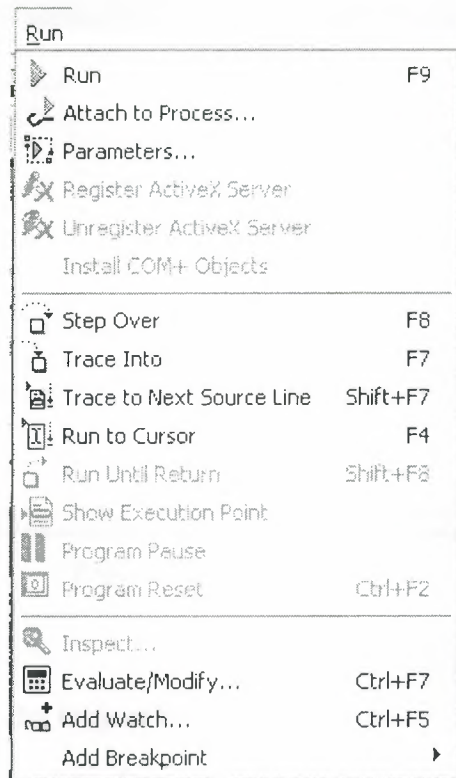 Run
Run F9
Attach to Process...
Parameters...
Register ActiveX Server
Unregister ActiveX Server
Install COM+ Objects
Step Over F8
Trace Into F7
Trace to Next Source Line Shift+F7
Run to Cursor F4
Run Until Return Shift+F8
Show Execution Point
Program Pause
Program Reset Ctrl+F2
Inspect...
Evaluate/Modify... Ctrl+F7
Add Watch... Ctrl+F5
Add Breakpoint